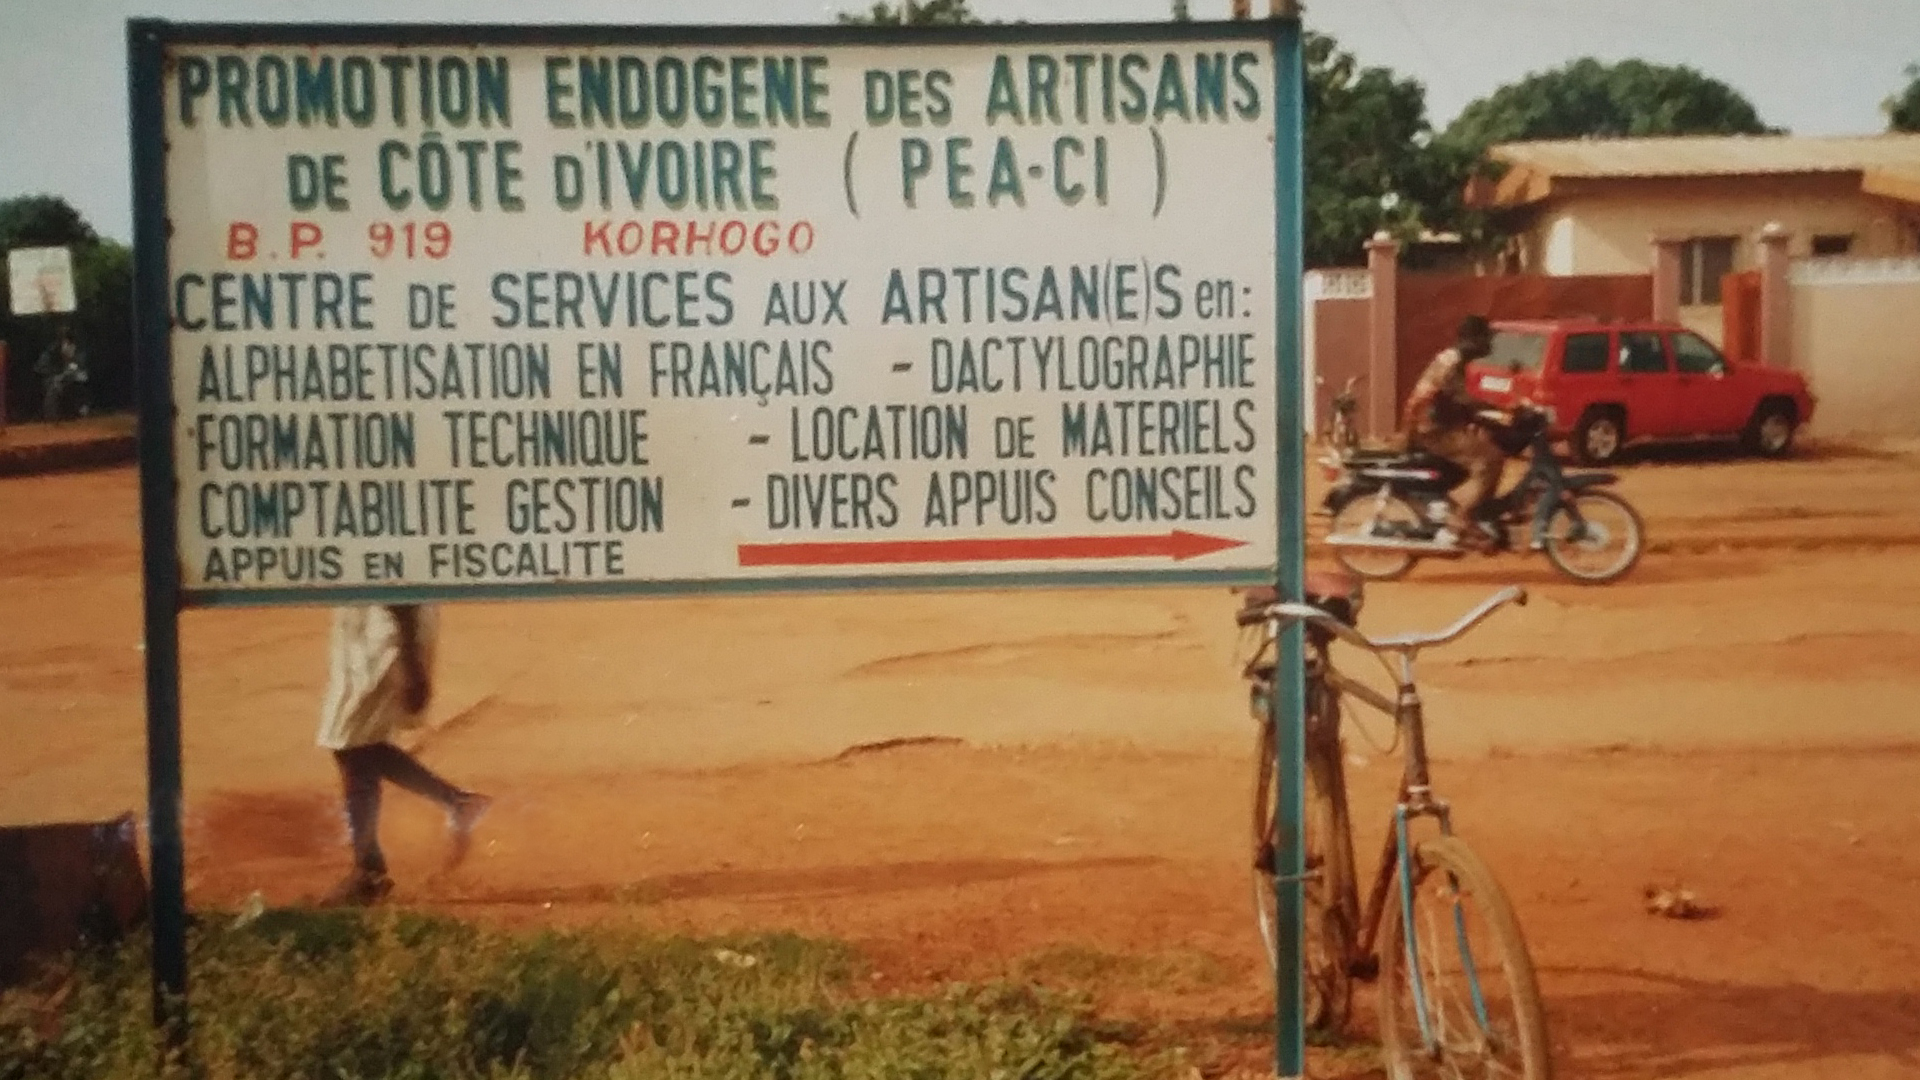 PROMOTION ENDOGENE DES ARTISANS
DE CÔTE D'IVOIRE ( PEA-CI )
B.P. 919 KORHOGO
CENTRE DE SERVICES AUX ARTISAN(E)S en:
ALPHABETISATION EN FRANÇAIS - DACTYLOGRAPHIE
FORMATION TECHNIQUE - LOCATION DE MATERIELS
COMPTABILITE GESTION - DIVERS APPUIS CONSEILS
APPUIS EN FISCALITE